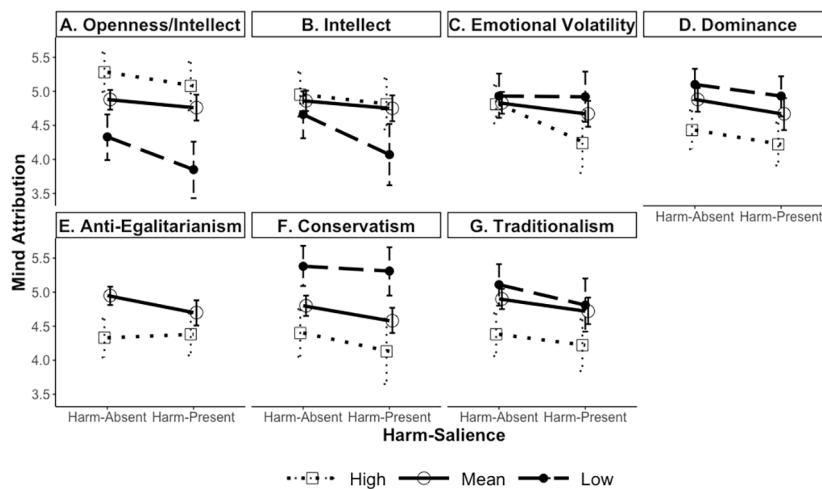 A. Openness/Intellect
B. Intellect
C. Emotional Volatility
D. Dominance
5.5
5.0
4.5
4.0
3.5
Harm-Absent Harm-Present
E. Anti-Egalitarianism
F. Conservatism
G. Traditionalism
Mind Attribution
5.5
5.0
4.5
4.0
3.5
Harm-Absent Harm-Present
Harm-Absent Harm-Present
Harm-Absent Harm-Present
Harm-Salience
High Mean Low